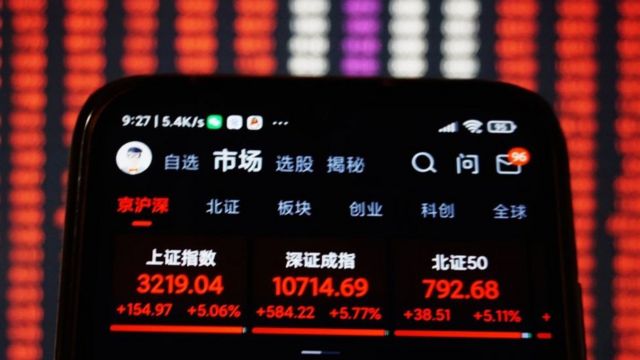 9:27 | 5.4K/s ··· 95
自选 市场 选股 揭秘 问 96
京沪深 北证 板块 创业 科创 全球
上证指数 深证成指 北证50
3219.04 10714.69 792.68
+154.97 +5.06% +584.22 +5.77% +38.51 +5.11% +